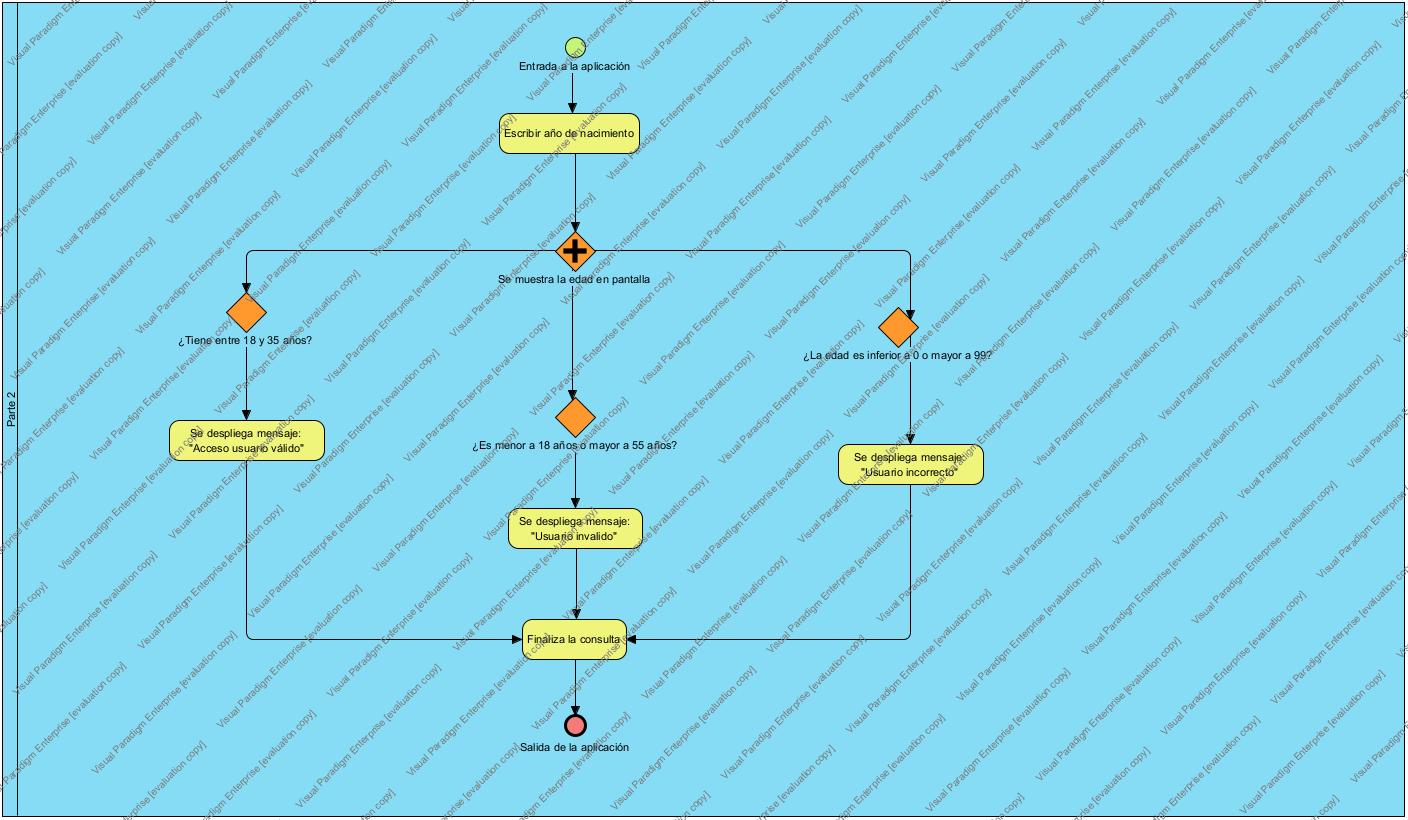 Entrada a la aplicación
Escribir año de nacimiento
Se muestra la edad en pantalla
¿Tiene entre 18 y 35 años?
¿La edad es inferior a 0 o mayor a 99?
Parte 2
Se despliega mensaje:
"Acceso usuario válido"
¿Es menor a 18 años o mayor a 55 años?
Se despliega mensaje:
"Usuario incorrecto"
Se despliega mensaje:
"Usuario invalido"
Finaliza la consulta
Salida de la aplicación
Visual Paradigm Enterprise [evaluation copy]